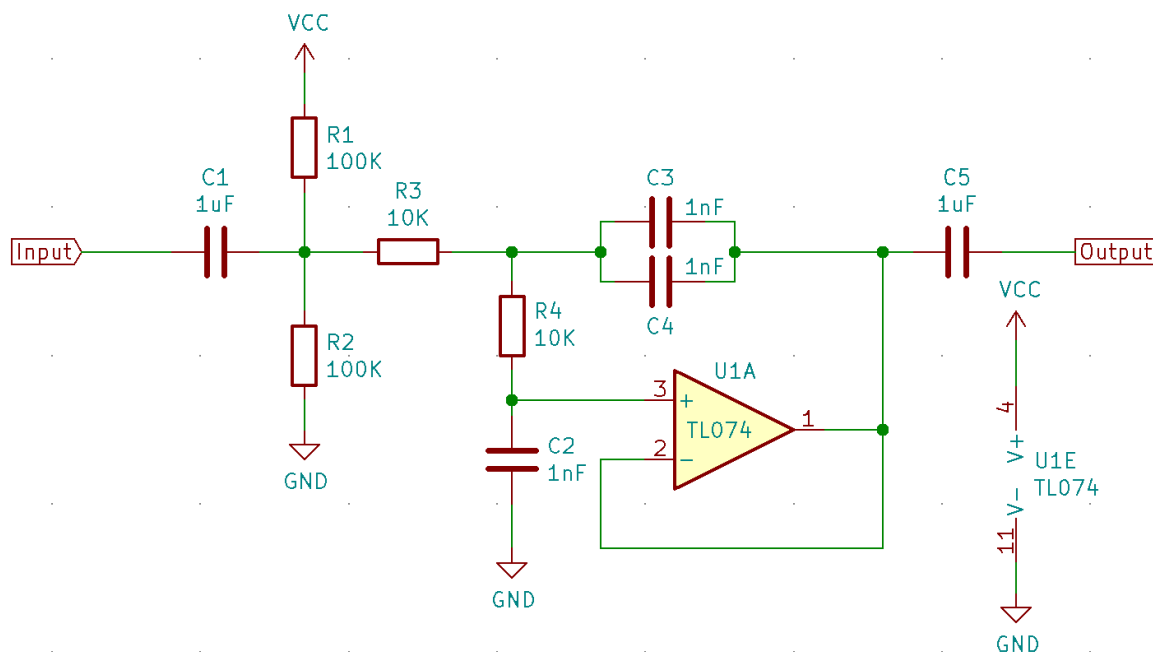 VCC
R1
100K
C1
1uF
R3
10K
C3
1nF
C5
1uF
Input
Output
1nF
C4
VCC
R4
10K
R2
100K
U1A
3
+
TL074
1
2
-
4
V+
C2
1nF
U1E
TL074
V-
11
GND
GND
GND